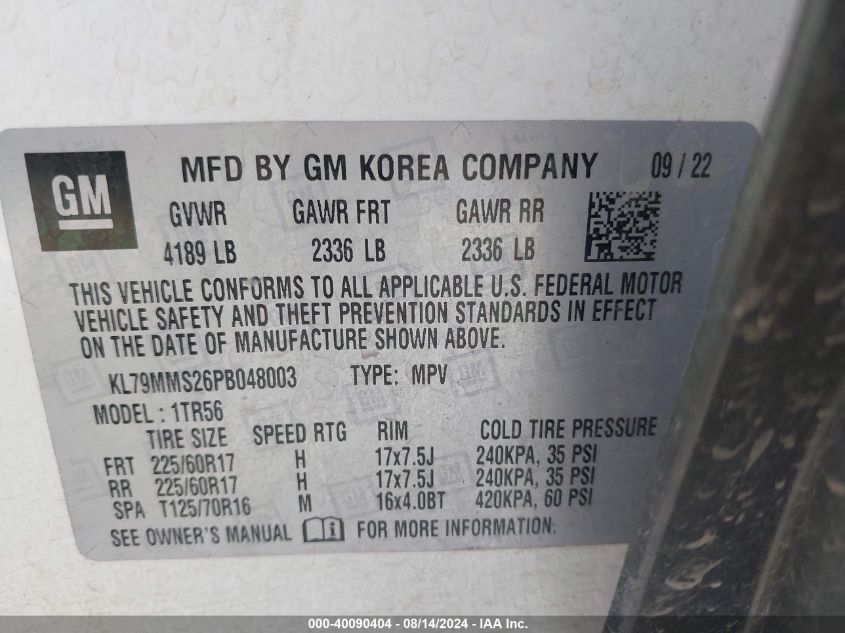 GM
MFD BY GM KOREA COMPANY 09 / 22
GVWR GAWR FRT GAWR RR
4189 LB 2336 LB 2336 LB
THIS VEHICLE CONFORMS TO ALL APPLICABLE U.S. FEDERAL MOTOR
VEHICLE SAFETY AND THEFT PREVENTION STANDARDS IN EFFECT
ON THE DATE OF MANUFACTURE SHOWN ABOVE.
KL79MMS26PB048003 TYPE: MPV
MODEL : 1TR56
TIRE SIZE SPEED RTG RIM COLD TIRE PRESSURE
FRT 225/60R17 H 17x7.5J 240KPA, 35 PSI
RR 225/60R17 H 17x7.5J 240KPA, 35 PSI
SPA T125/70R16 M 16x4.0BT 420KPA, 60 PSI
SEE OWNER'S MANUAL FOR MORE INFORMATION.
000-40090404 - 08/14/2024 - IAA Inc.